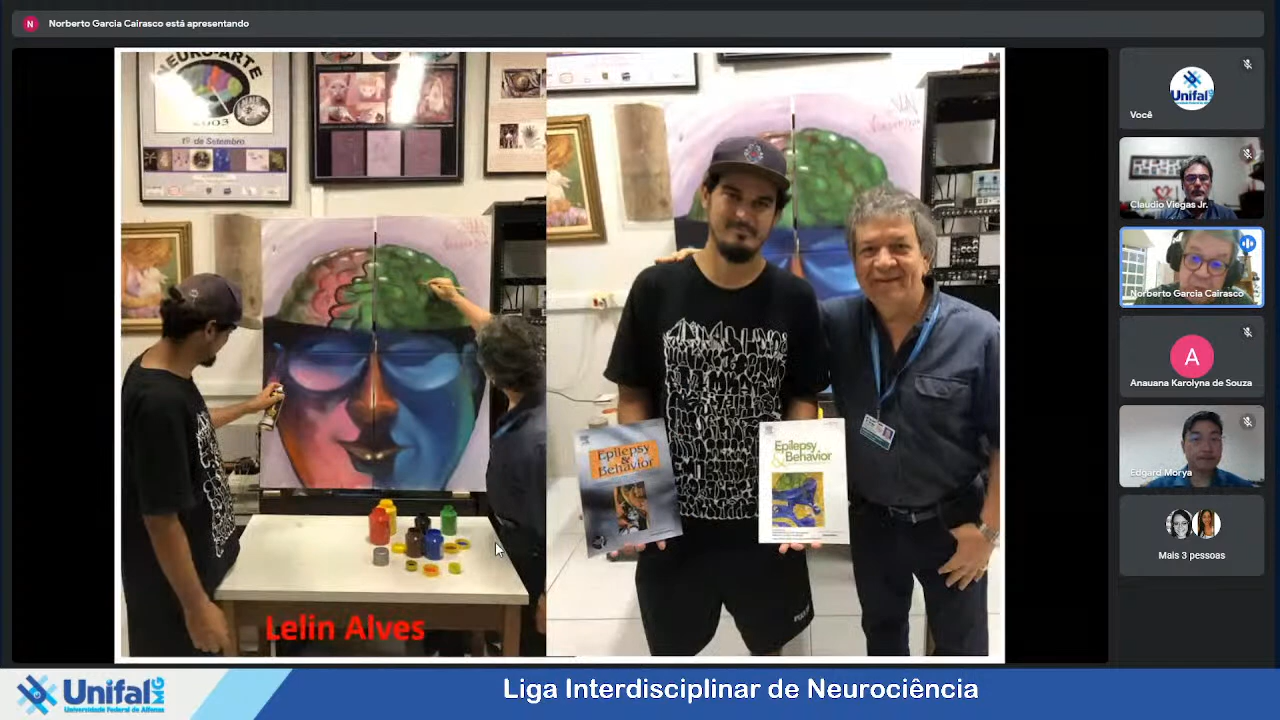 N Norberto Garcia Cairasco está apresentando
NEURO-ARTE
2003
1º de Setembro
Epilepsy
&
Behavior
Epilepsy
& Behavior
Lelin Alves
Unifal
Você
Claudio Viegas Jr.
Norberto Garcia Cairasco
A
Anauana Karolyna de Souza
Edgard Morya
Mais 3 pessoas
Unifal MG
Universidade Federal de Alfenas
Liga Interdisciplinar de Neurociência